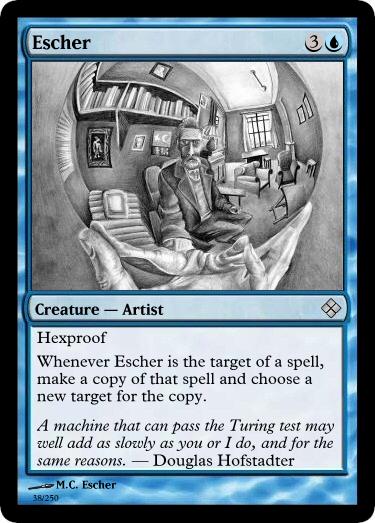 Escher 3
Creature — Artist
Hexproof
Whenever Escher is the target of a spell,
make a copy of that spell and choose a
new target for the copy.
A machine that can pass the Turing test may
well add as slowly as you or I do, and for the
same reasons. — Douglas Hofstadter
M.C. Escher
38/250